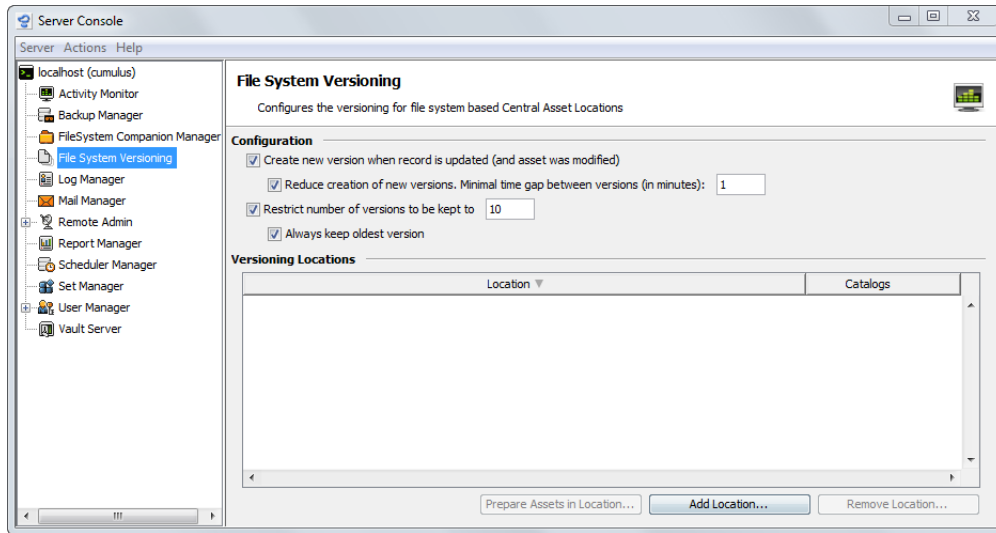 Server Console
Server Actions Help
localhost (cumulus)
Activity Monitor
Backup Manager
FileSystem Companion Manager
File System Versioning
Log Manager
Mail Manager
Remote Admin
Report Manager
Scheduler Manager
Set Manager
User Manager
Vault Server
File System Versioning
Configures the versioning for file system based Central Asset Locations
Configuration
Create new version when record is updated (and asset was modified)
Reduce creation of new versions. Minimal time gap between versions (in minutes): 1
Restrict number of versions to be kept to 10
Always keep oldest version
Versioning Locations
Location Catalogs
Prepare Assets in Location... Add Location... Remove Location...